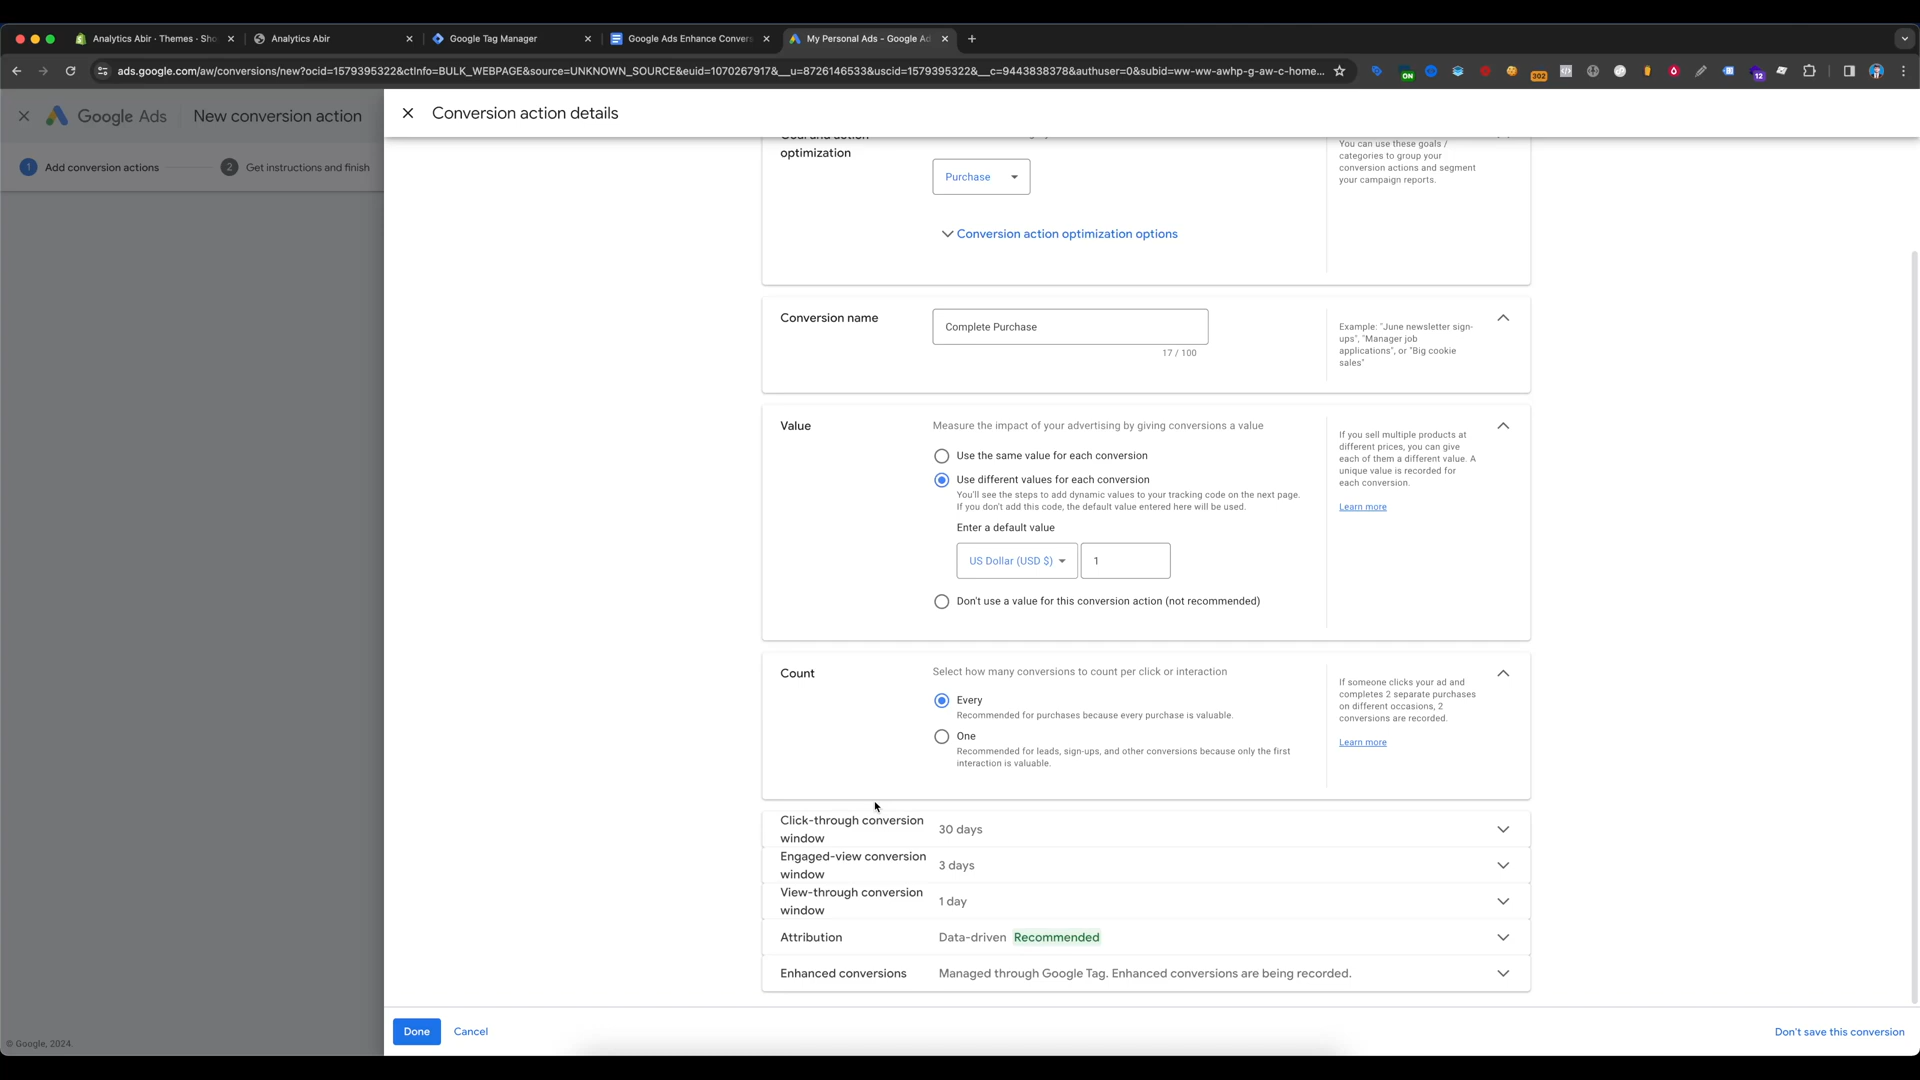 Analytics Abir · Themes · Sho
Analytics Abir
Google Tag Manager
Google Ads Enhance Conver
My Personal Ads - Google Ad
ads.google.com/aw/conversions/new?ocid=1579395322&ctInfo=BULK_WEBPAGE&source=UNKNOWN_SOURCE&euid=1070267917&__u=8726146533&uscid=1579395322&__c=9443838378&authuser=0&subid=ww-ww-awhp-g-aw-c-home...
ON
302
12
Google Ads
New conversion action
1 Add conversion actions
2 Get instructions and finish
Conversion action details
optimization
Purchase
Conversion action optimization options
You can use these goals /
categories to group your
conversion actions and segment
your campaign reports.
Conversion name
Complete Purchase
17 / 100
Example: "June newsletter sign-
ups", "Manager job
applications", or "Big cookie
sales"
Value
Measure the impact of your advertising by giving conversions a value
Use the same value for each conversion
Use different values for each conversion
You'll see the steps to add dynamic values to your tracking code on the next page.
If you don't add this code, the default value entered here will be used.
Enter a default value
US Dollar (USD $)
1
Don't use a value for this conversion action (not recommended)
If you sell multiple products at
different prices, you can give
each of them a different value. A
unique value is recorded for
each conversion.
Learn more
Count
Select how many conversions to count per click or interaction
Every
Recommended for purchases because every purchase is valuable.
One
Recommended for leads, sign-ups, and other conversions because only the first
interaction is valuable.
If someone clicks your ad and
completes 2 separate purchases
on different occasions, 2
conversions are recorded.
Learn more
Click-through conversion
window
30 days
Engaged-view conversion
window
3 days
View-through conversion
window
1 day
Attribution
Data-driven Recommended
Enhanced conversions
Managed through Google Tag. Enhanced conversions are being recorded.
Done
Cancel
Don't save this conversion
© Google, 2024.